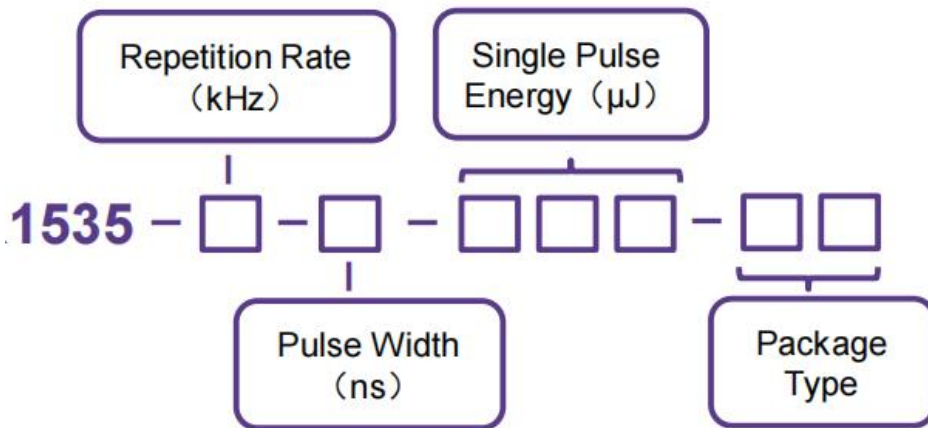 Repetition Rate
（kHz）
Single Pulse
Energy（µJ）
1535 – □ – □ – □□□ – □□
Pulse Width
（ns）
Package
Type